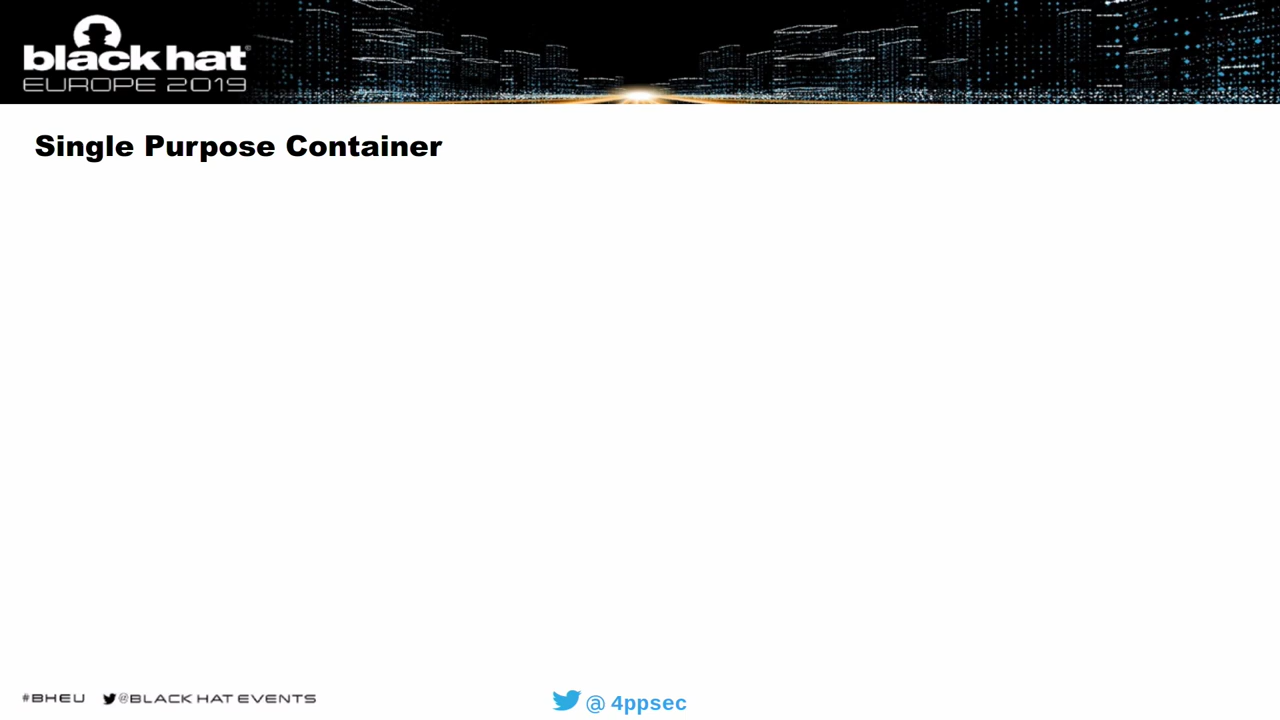 black hat®
EUROPE 2019
Single Purpose Container
#BHEU @BLACK HAT EVENTS
@ 4ppsec